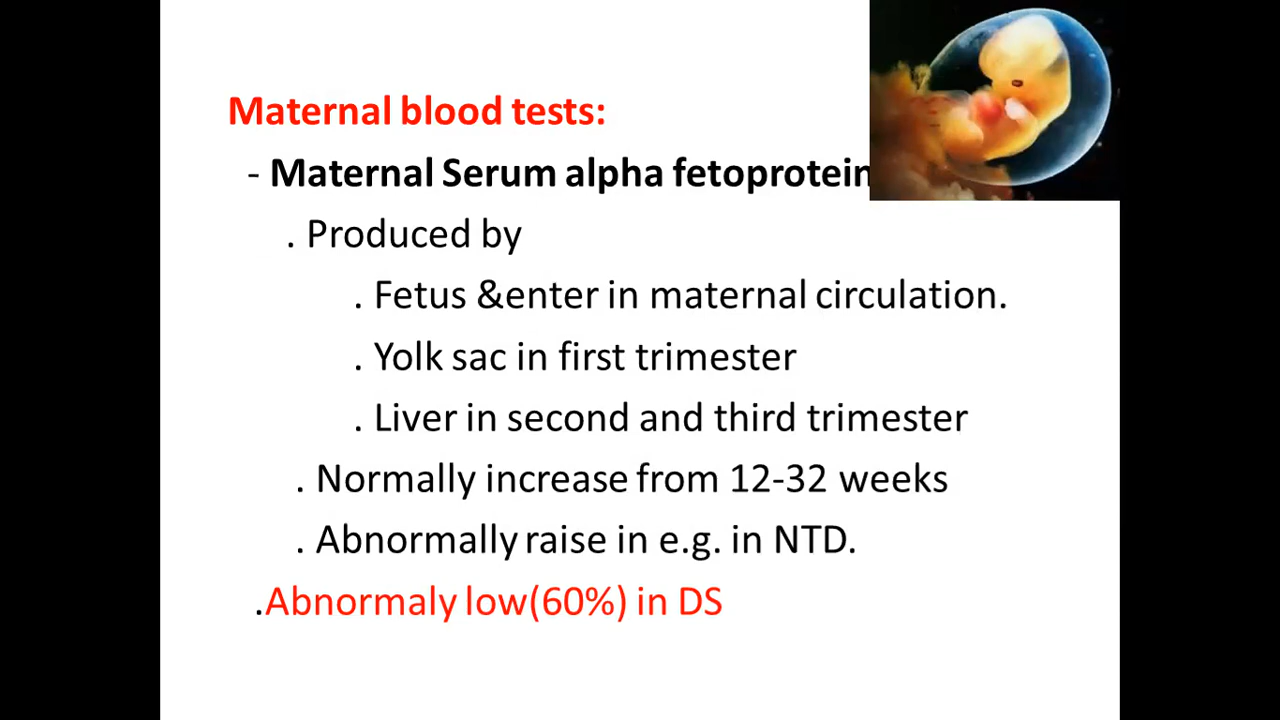 Maternal blood tests:
- Maternal Serum alpha fetoprotein
. Produced by
. Fetus &enter in maternal circulation.
. Yolk sac in first trimester
. Liver in second and third trimester
. Normally increase from 12-32 weeks
. Abnormally raise in e.g. in NTD.
.Abnormaly low(60%) in DS